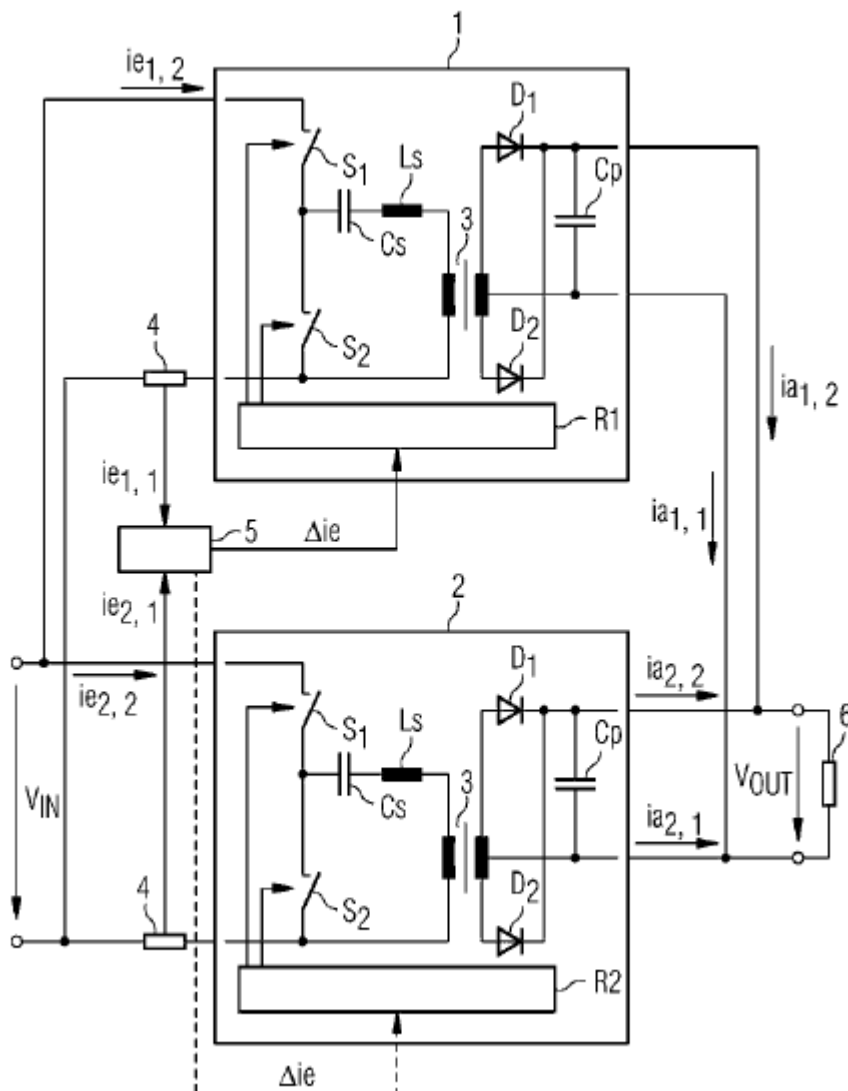 1
ie1, 2
D1
S1
Ls
Cp
Cs
3
4
S2
D2
ia1, 2
R1
ie1, 1
ia1, 1
5
Δie
ie2, 1
2
D1
ia2, 2
ie2, 2
S1
Ls
Cp
6
VIN
Cs
3
VOUT
ia2, 1
4
S2
D2
R2
Δie